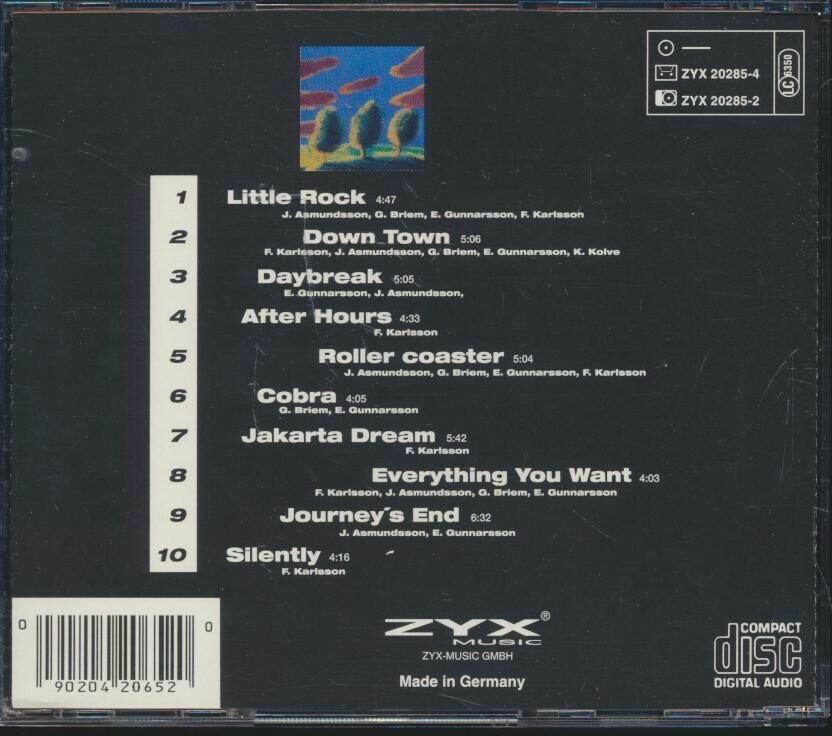 ZYX 20285-4
ZYX 20285-2
LC 6350
1 Little Rock 4:47
J. Asmundsson, G. Briem, E. Gunnarsson, F. Karlsson
2 Down Town 5:06
F. Karlsson, J. Asmundsson, G. Briem, E. Gunnarsson, K. Kolve
3 Daybreak 5:05
E. Gunnarsson, J. Asmundsson,
4 After Hours 4:33
F. Karlsson
5 Roller coaster 5:04
J. Asmundsson, G. Briem, E. Gunnarsson, F. Karlsson
6 Cobra 4:05
G. Briem, E. Gunnarsson
7 Jakarta Dream 5:42
F. Karlsson
8 Everything You Want 4:03
F. Karlsson, J. Asmundsson, G. Briem, E. Gunnarsson
9 Journey´s End 6:32
J. Asmundsson, E. Gunnarsson
10 Silently 4:16
F. Karlsson
0 90204 20652 0
ZYX®
MUSIC
ZYX-MUSIC GMBH
Made in Germany
COMPACT
disc
DIGITAL AUDIO